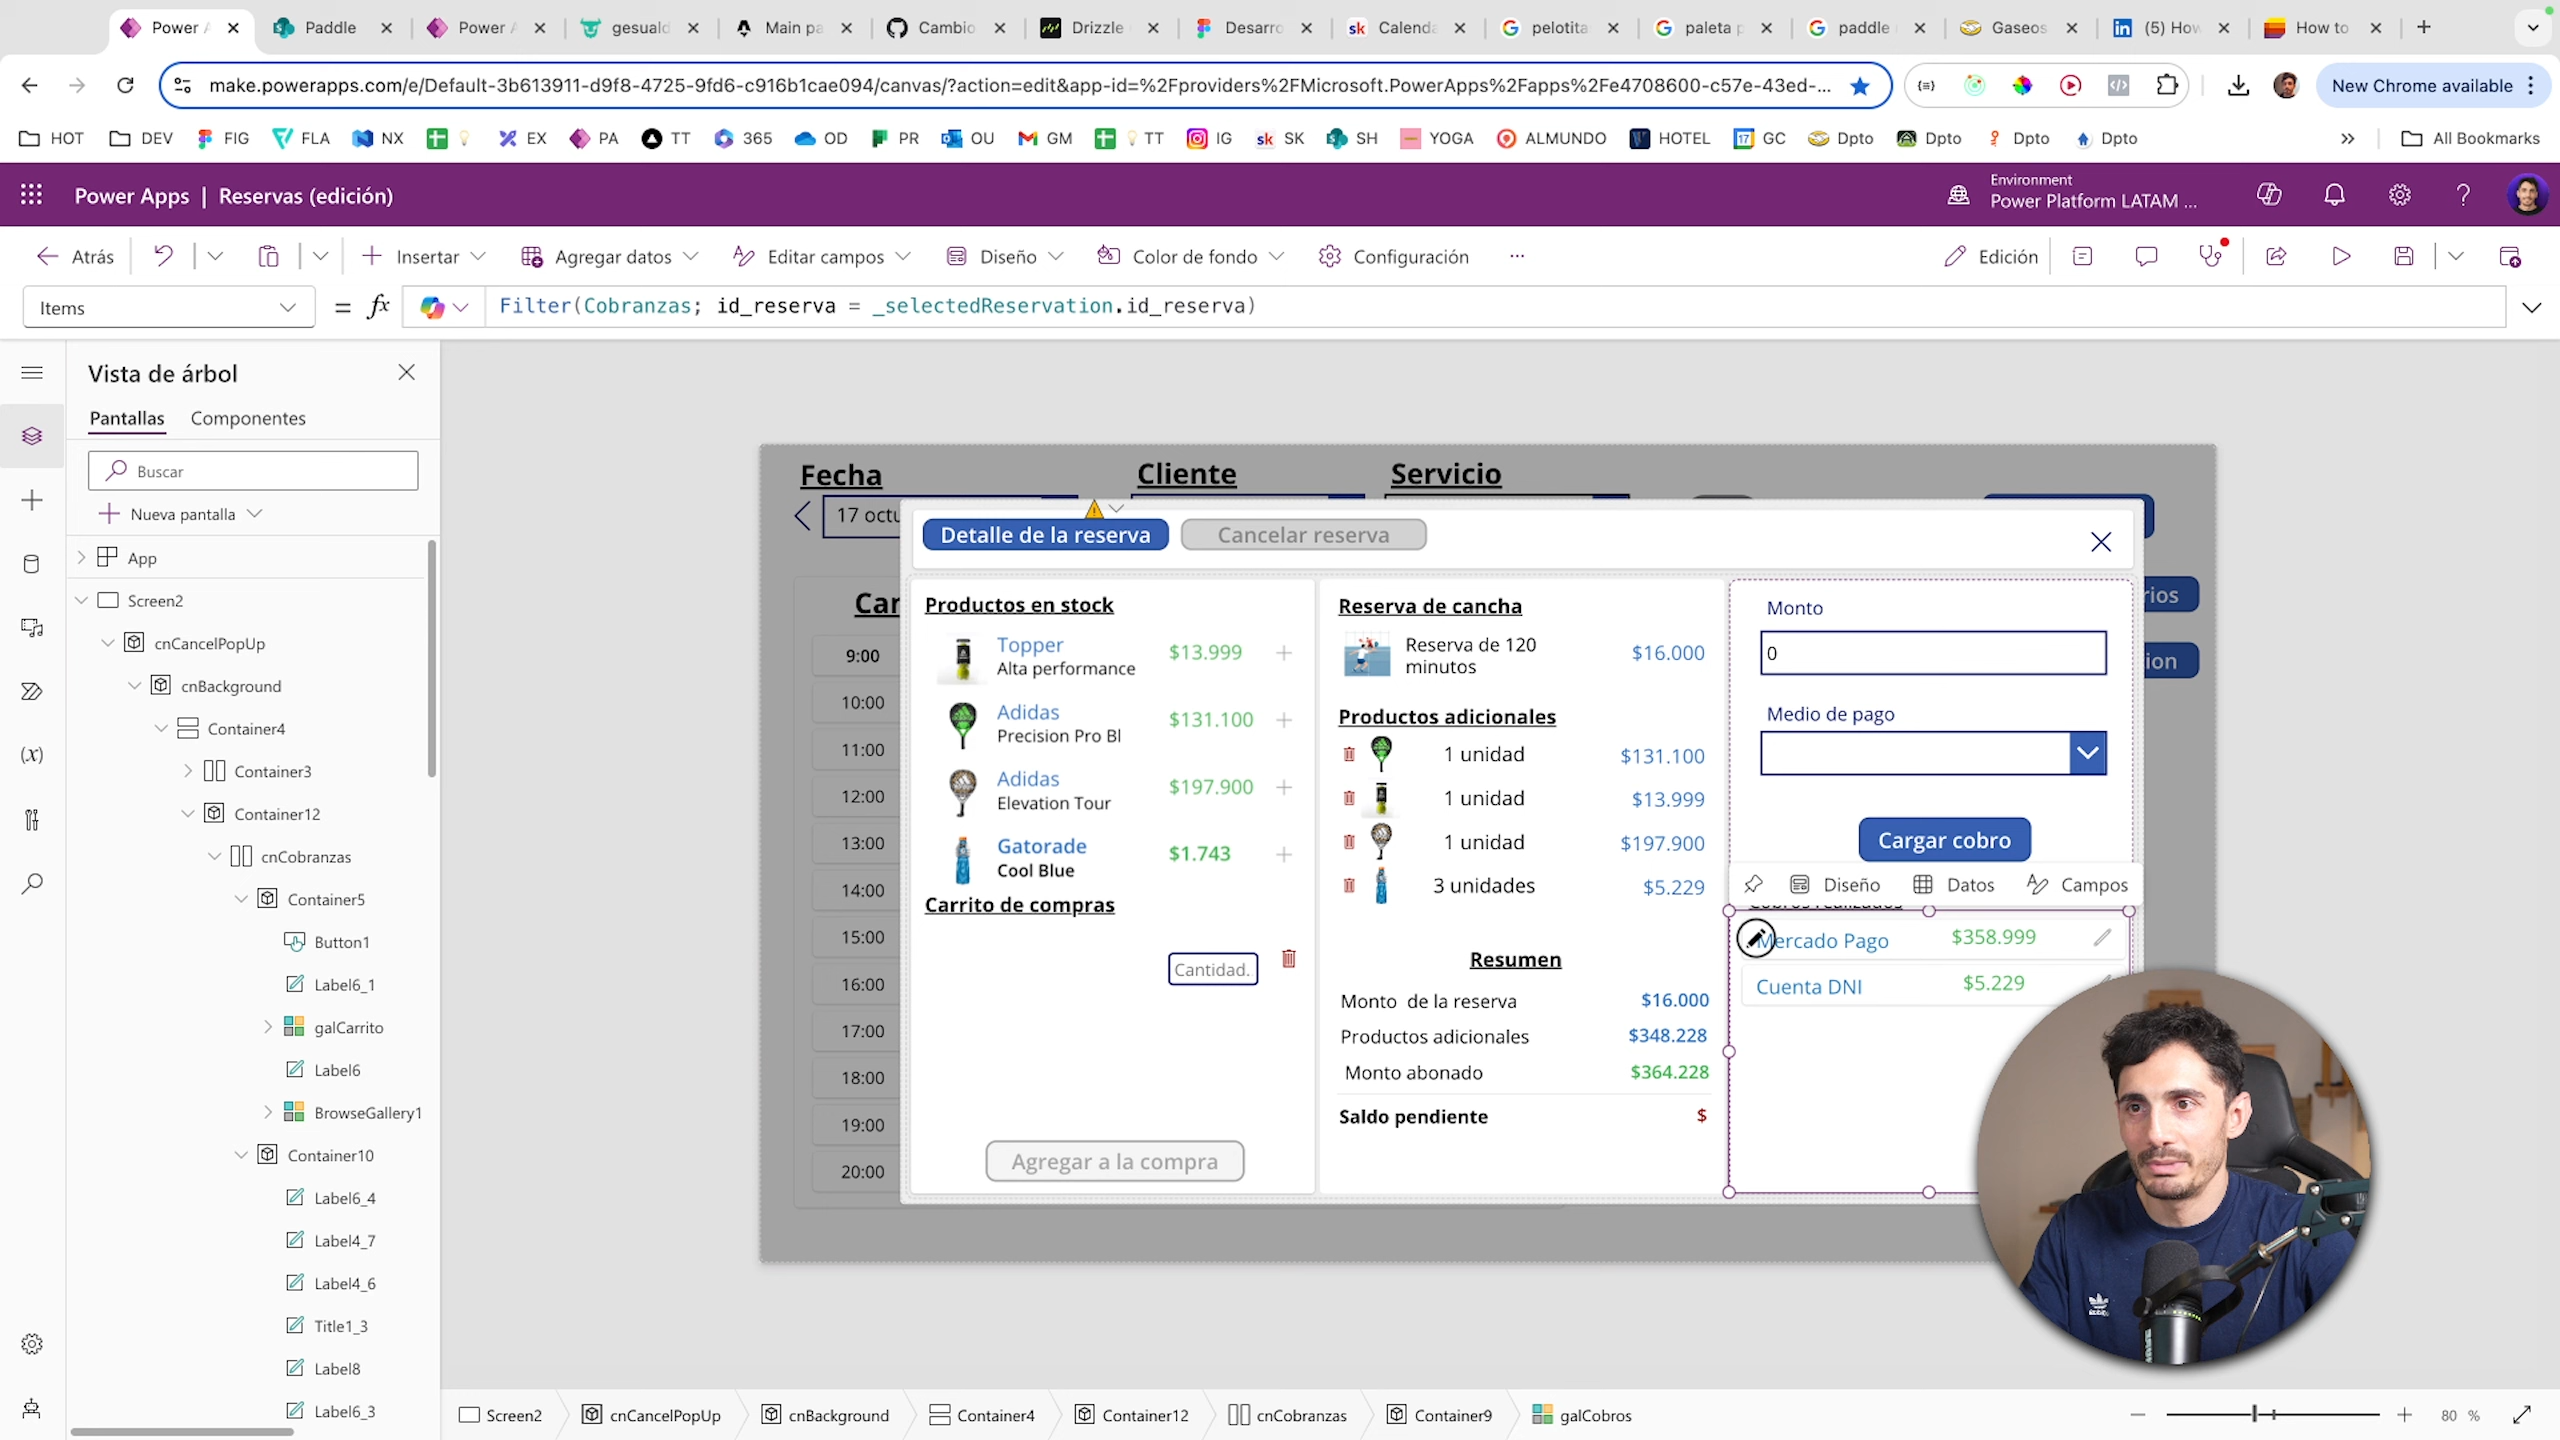 Power A
Paddle
Power A
gesuald
Main pa
Cambio
Drizzle
Desarro
Calenda
pelotita
paleta p
paddle
Gaseos
(5) How
How to
make.powerapps.com/e/Default-3b613911-d9f8-4725-9fd6-c916b1cae094/canvas/?action=edit&app-id=%2Fproviders%2FMicrosoft.PowerApps%2Fapps%2Fe4708600-c57e-43ed-...
New Chrome available
HOT
DEV
FIG
FLA
NX
EX
PA
TT
365
OD
PR
OU
GM
TT
IG
SK
SH
YOGA
ALMUNDO
HOTEL
GC
Dpto
Dpto
Dpto
Dpto
All Bookmarks
Power Apps | Reservas (edición)
Environment
Power Platform LATAM ...
Atrás
Insertar
Agregar datos
Editar campos
Diseño
Color de fondo
Configuración
Edición
Items
= fx
Filter(Cobranzas; id_reserva = _selectedReservation.id_reserva)
Vista de árbol
Pantallas
Componentes
Buscar
Nueva pantalla
App
Screen2
cnCancelPopUp
cnBackground
Container4
Container3
Container12
cnCobranzas
Container5
Button1
Label6_1
galCarrito
Label6
BrowseGallery1
Container10
Label6_4
Label4_7
Label4_6
Title1_3
Label8
Label6_3
Fecha
Cliente
Servicio
17 octu
Detalle de la reserva
Cancelar reserva
Can
9:00
10:00
11:00
12:00
13:00
14:00
15:00
16:00
17:00
18:00
19:00
20:00
Productos en stock
Topper
Alta performance
$13.999
Adidas
Precision Pro Bl
$131.100
Adidas
Elevation Tour
$197.900
Gatorade
Cool Blue
$1.743
Carrito de compras
Cantidad.
Agregar a la compra
Reserva de cancha
Reserva de 120
minutos
$16.000
Productos adicionales
1 unidad
$131.100
1 unidad
$13.999
1 unidad
$197.900
3 unidades
$5.229
Resumen
Monto de la reserva
$16.000
Productos adicionales
$348.228
Monto abonado
$364.228
Saldo pendiente
$
Monto
0
Medio de pago
Cargar cobro
Diseño
Datos
Campos
Cobros realizados
Mercado Pago
$358.999
Cuenta DNI
$5.229
rios
ion
Screen2
cnCancelPopUp
cnBackground
Container4
Container12
cnCobranzas
Container9
galCobros
80 %